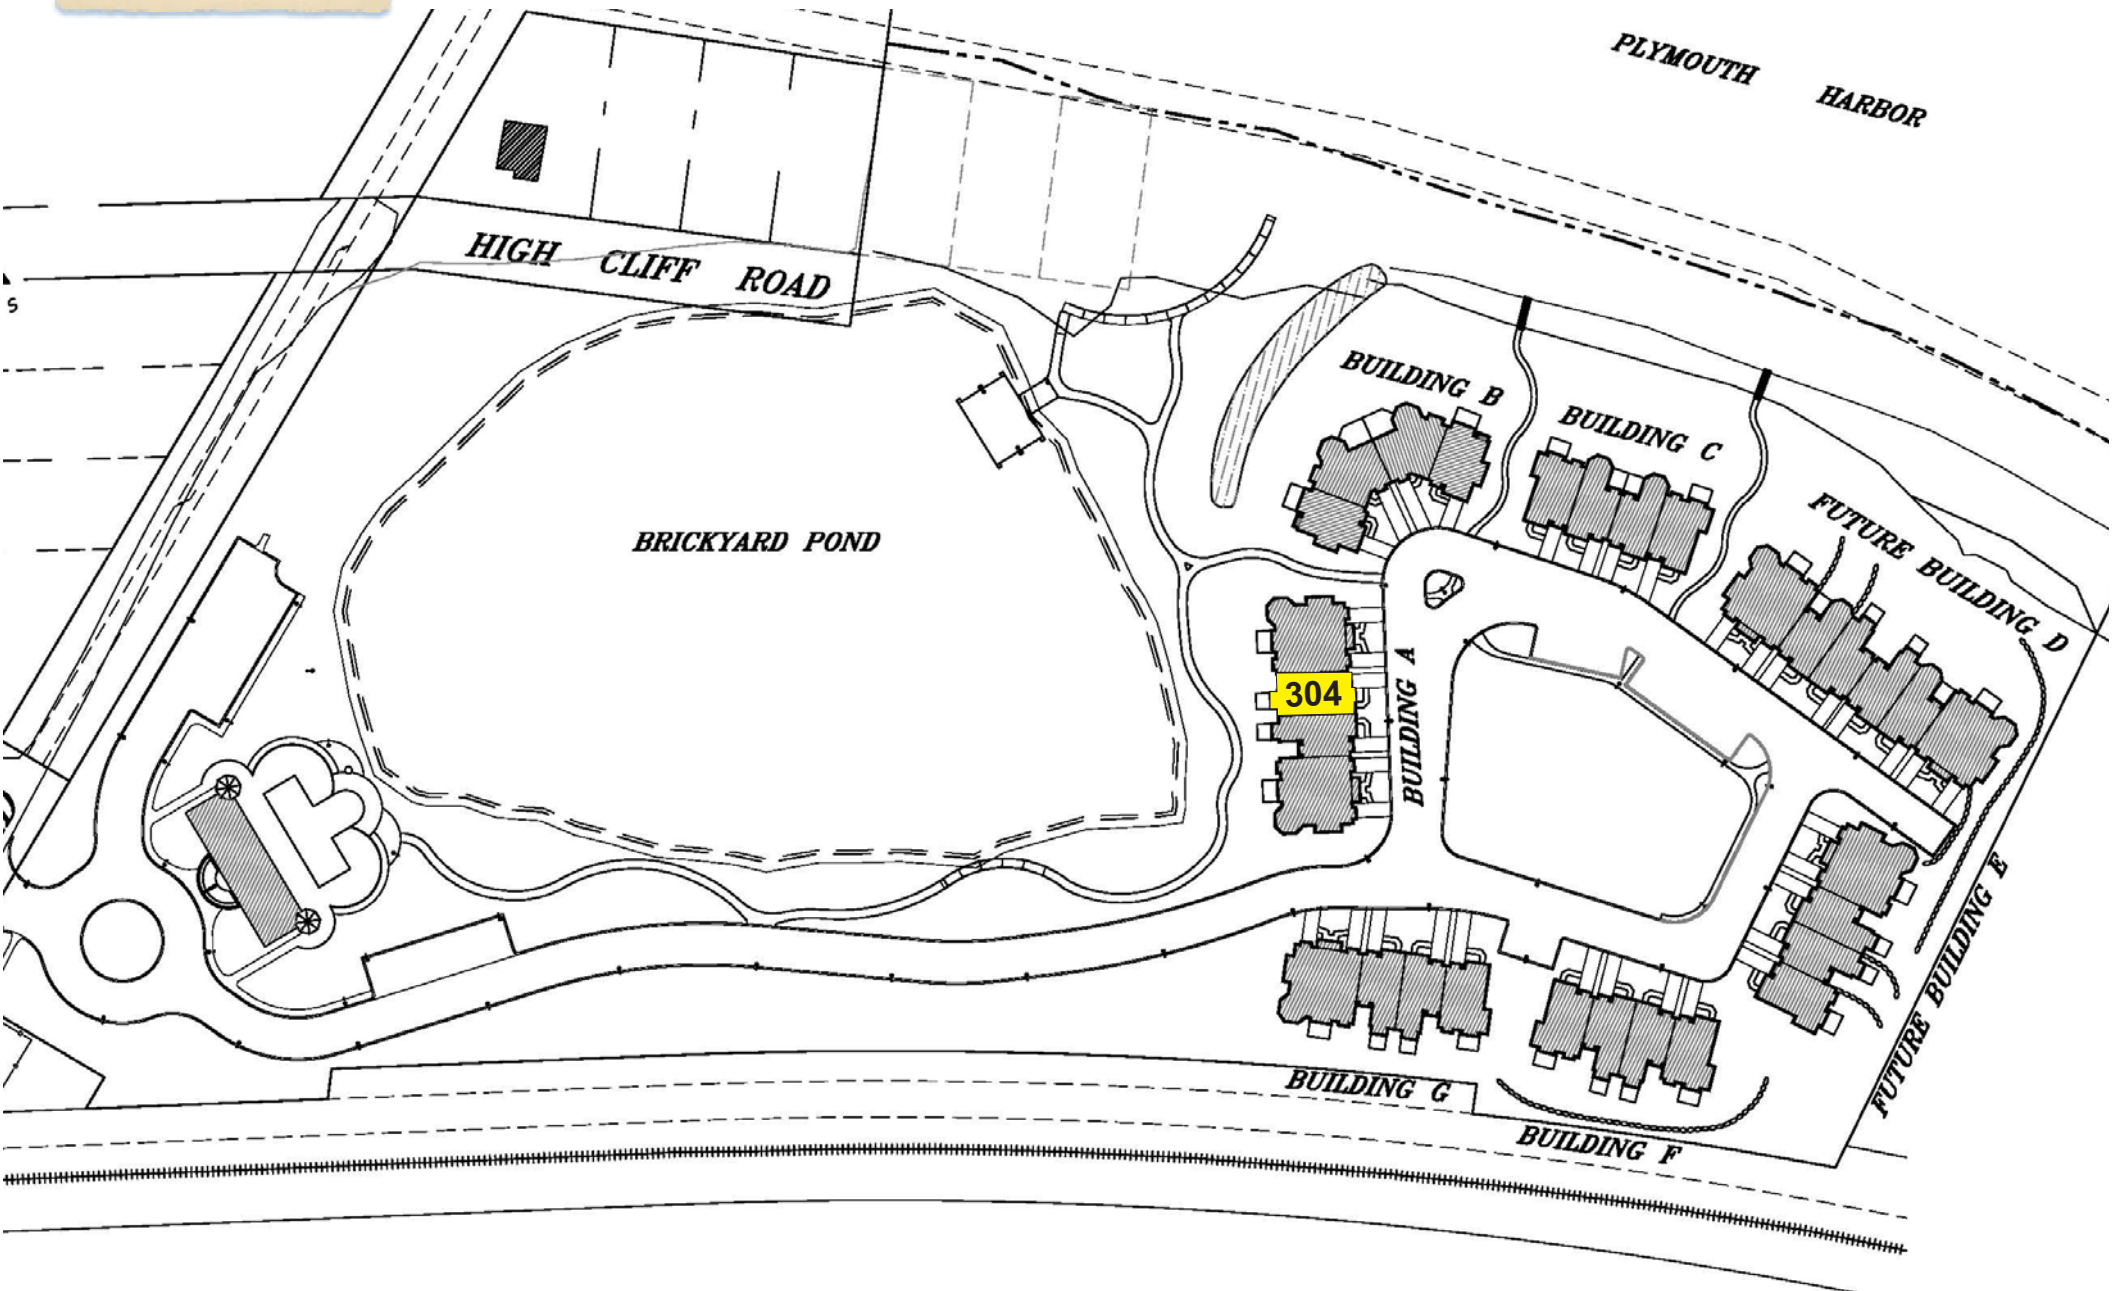 PLYMOUTH HARBOR
HIGH CLIFF ROAD
S
BUILDING B
BUILDING C
FUTURE BUILDING D
BRICKYARD POND
304
BUILDING A
FUTURE BUILDING E
BUILDING G
BUILDING F